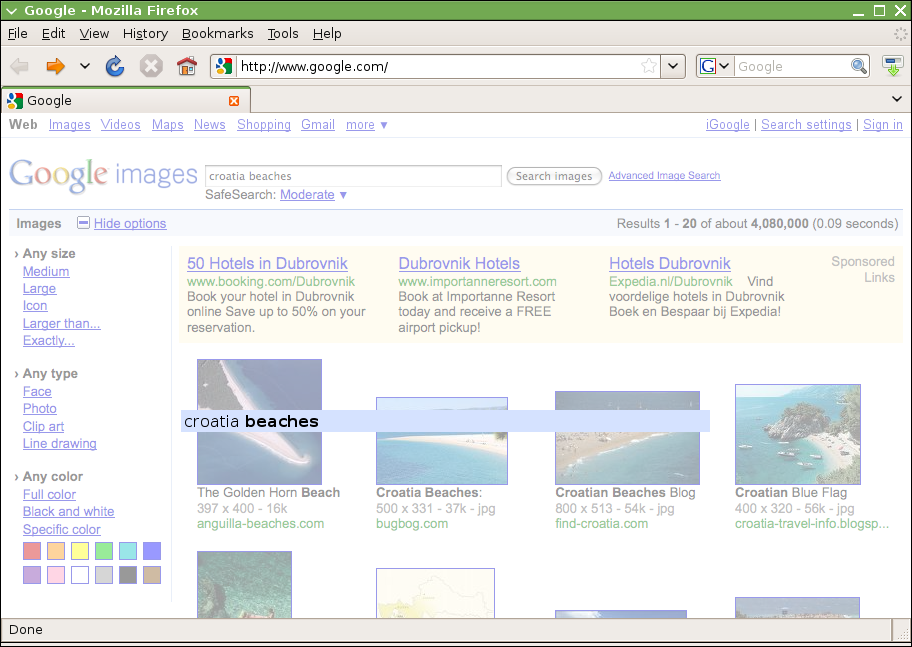 Google - Mozilla Firefox
File Edit View History Bookmarks Tools Help
http://www.google.com/ G Google
Google
Web Images Videos Maps News Shopping Gmail more ▼ iGoogle | Search settings | Sign in
Google images croatia beaches Search images Advanced Image Search
SafeSearch: Moderate ▼
Images Hide options Results 1 - 20 of about 4,080,000 (0.09 seconds)
› Any size
Medium
Large
Icon
Larger than...
Exactly...
› Any type
Face
Photo
Clip art
Line drawing
› Any color
Full color
Black and white
Specific color
50 Hotels in Dubrovnik
www.booking.com/Dubrovnik
Book your hotel in Dubrovnik
online Save up to 50% on your
reservation.
Dubrovnik Hotels
www.importanneresort.com
Book at Importanne Resort
today and receive a FREE
airport pickup!
Hotels Dubrovnik
Expedia.nl/Dubrovnik Vind
voordelige hotels in Dubrovnik
Boek en Bespaar bij Expedia!
Sponsored
Links
croatia beaches
The Golden Horn Beach
397 x 400 - 16k
anguilla-beaches.com
Croatia Beaches:
500 x 331 - 37k - jpg
bugbog.com
Croatian Beaches Blog
800 x 513 - 54k - jpg
find-croatia.com
Croatian Blue Flag
400 x 320 - 56k - jpg
croatia-travel-info.blogsp...
Done